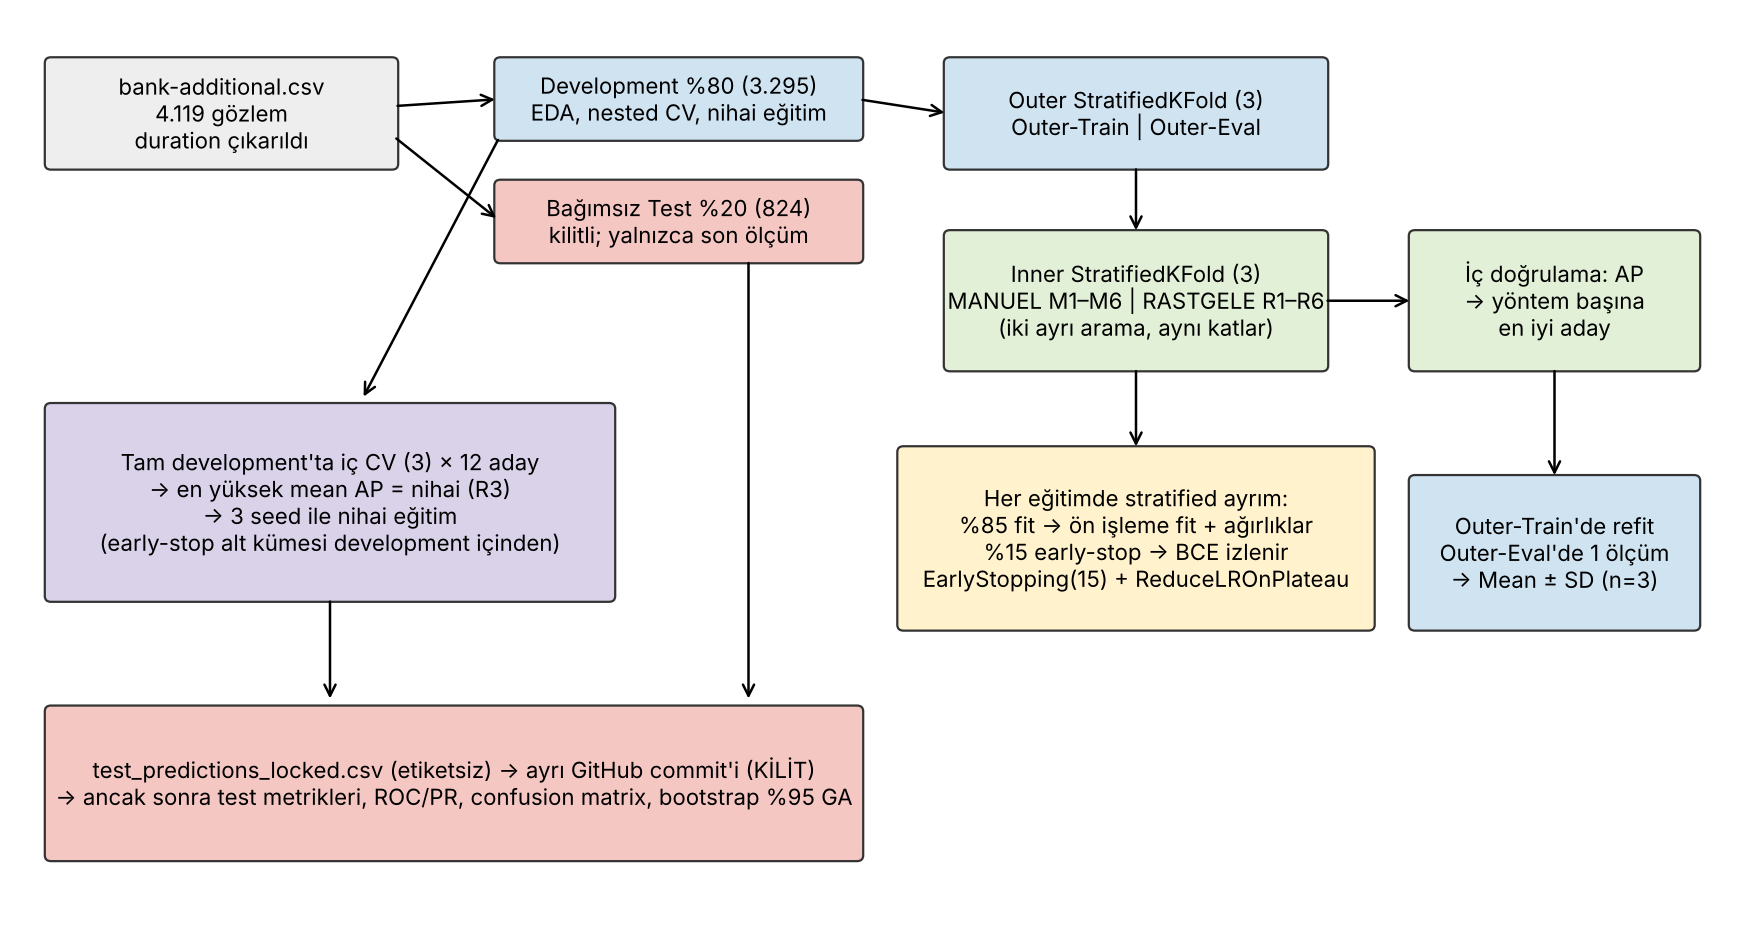 bank-additional.csv
4.119 gözlem
duration çıkarıldı
Development %80 (3.295)
EDA, nested CV, nihai eğitim
Outer StratifiedKFold (3)
Outer-Train | Outer-Eval
Bağımsız Test %20 (824)
kilitli; yalnızca son ölçüm
Inner StratifiedKFold (3)
MANUEL M1–M6 | RASTGELE R1–R6
(iki ayrı arama, aynı katlar)
İç doğrulama: AP
→ yöntem başına
en iyi aday
Tam development'ta iç CV (3) × 12 aday
→ en yüksek mean AP = nihai (R3)
→ 3 seed ile nihai eğitim
(early-stop alt kümesi development içinden)
Her eğitimde stratified ayrım:
%85 fit → ön işleme fit + ağırlıklar
%15 early-stop → BCE izlenir
EarlyStopping(15) + ReduceLROnPlateau
Outer-Train'de refit
Outer-Eval'de 1 ölçüm
→ Mean ± SD (n=3)
test_predictions_locked.csv (etiketsiz) → ayrı GitHub commit'i (KİLİT)
→ ancak sonra test metrikleri, ROC/PR, confusion matrix, bootstrap %95 GA